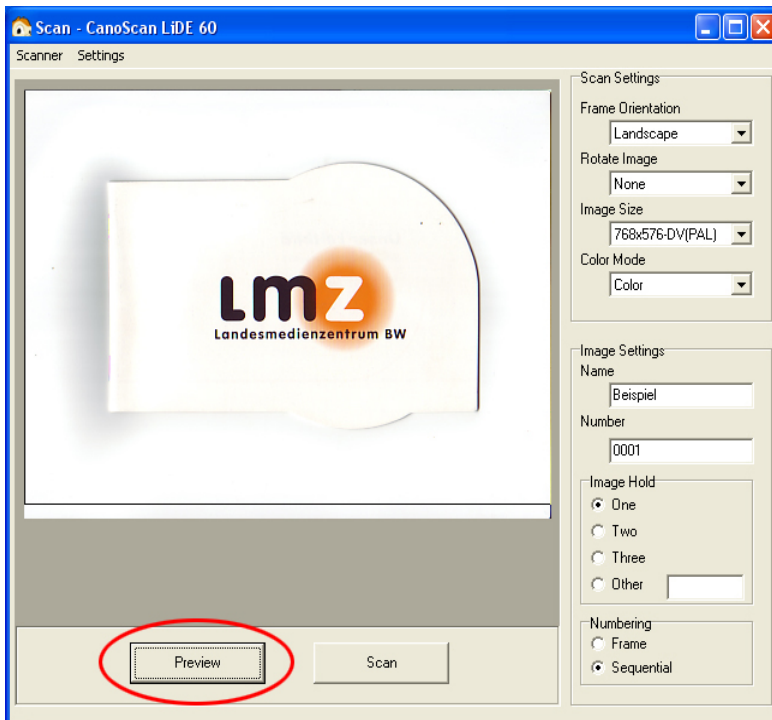 Scan - CanoScan LiDE 60
Scanner Settings
lmz
Landesmedienzentrum BW
Preview
Scan
Scan Settings
Frame Orientation
Landscape
Rotate Image
None
Image Size
768x576-DV(PAL)
Color Mode
Color
Image Settings
Name
Beispiel
Number
0001
Image Hold
One
Two
Three
Other
Numbering
Frame
Sequential